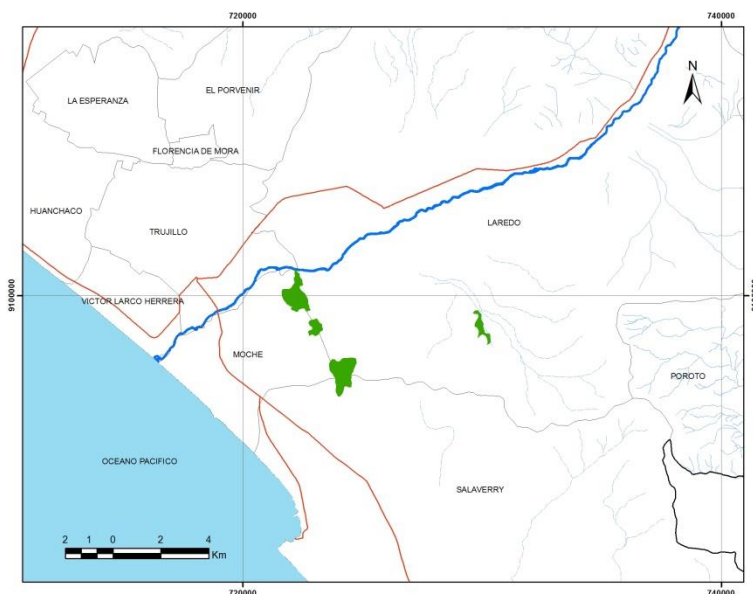 720000
740000
N
EL PORVENIR
LA ESPERANZA
FLORENCIA DE MORA
HUANCHACO
TRUJILLO
LAREDO
9100000
VICTOR LARCO HERRERA
MOCHE
POROTO
OCEANO PACIFICO
SALAVERRY
2 1 0 2 4
Km
720000
740000